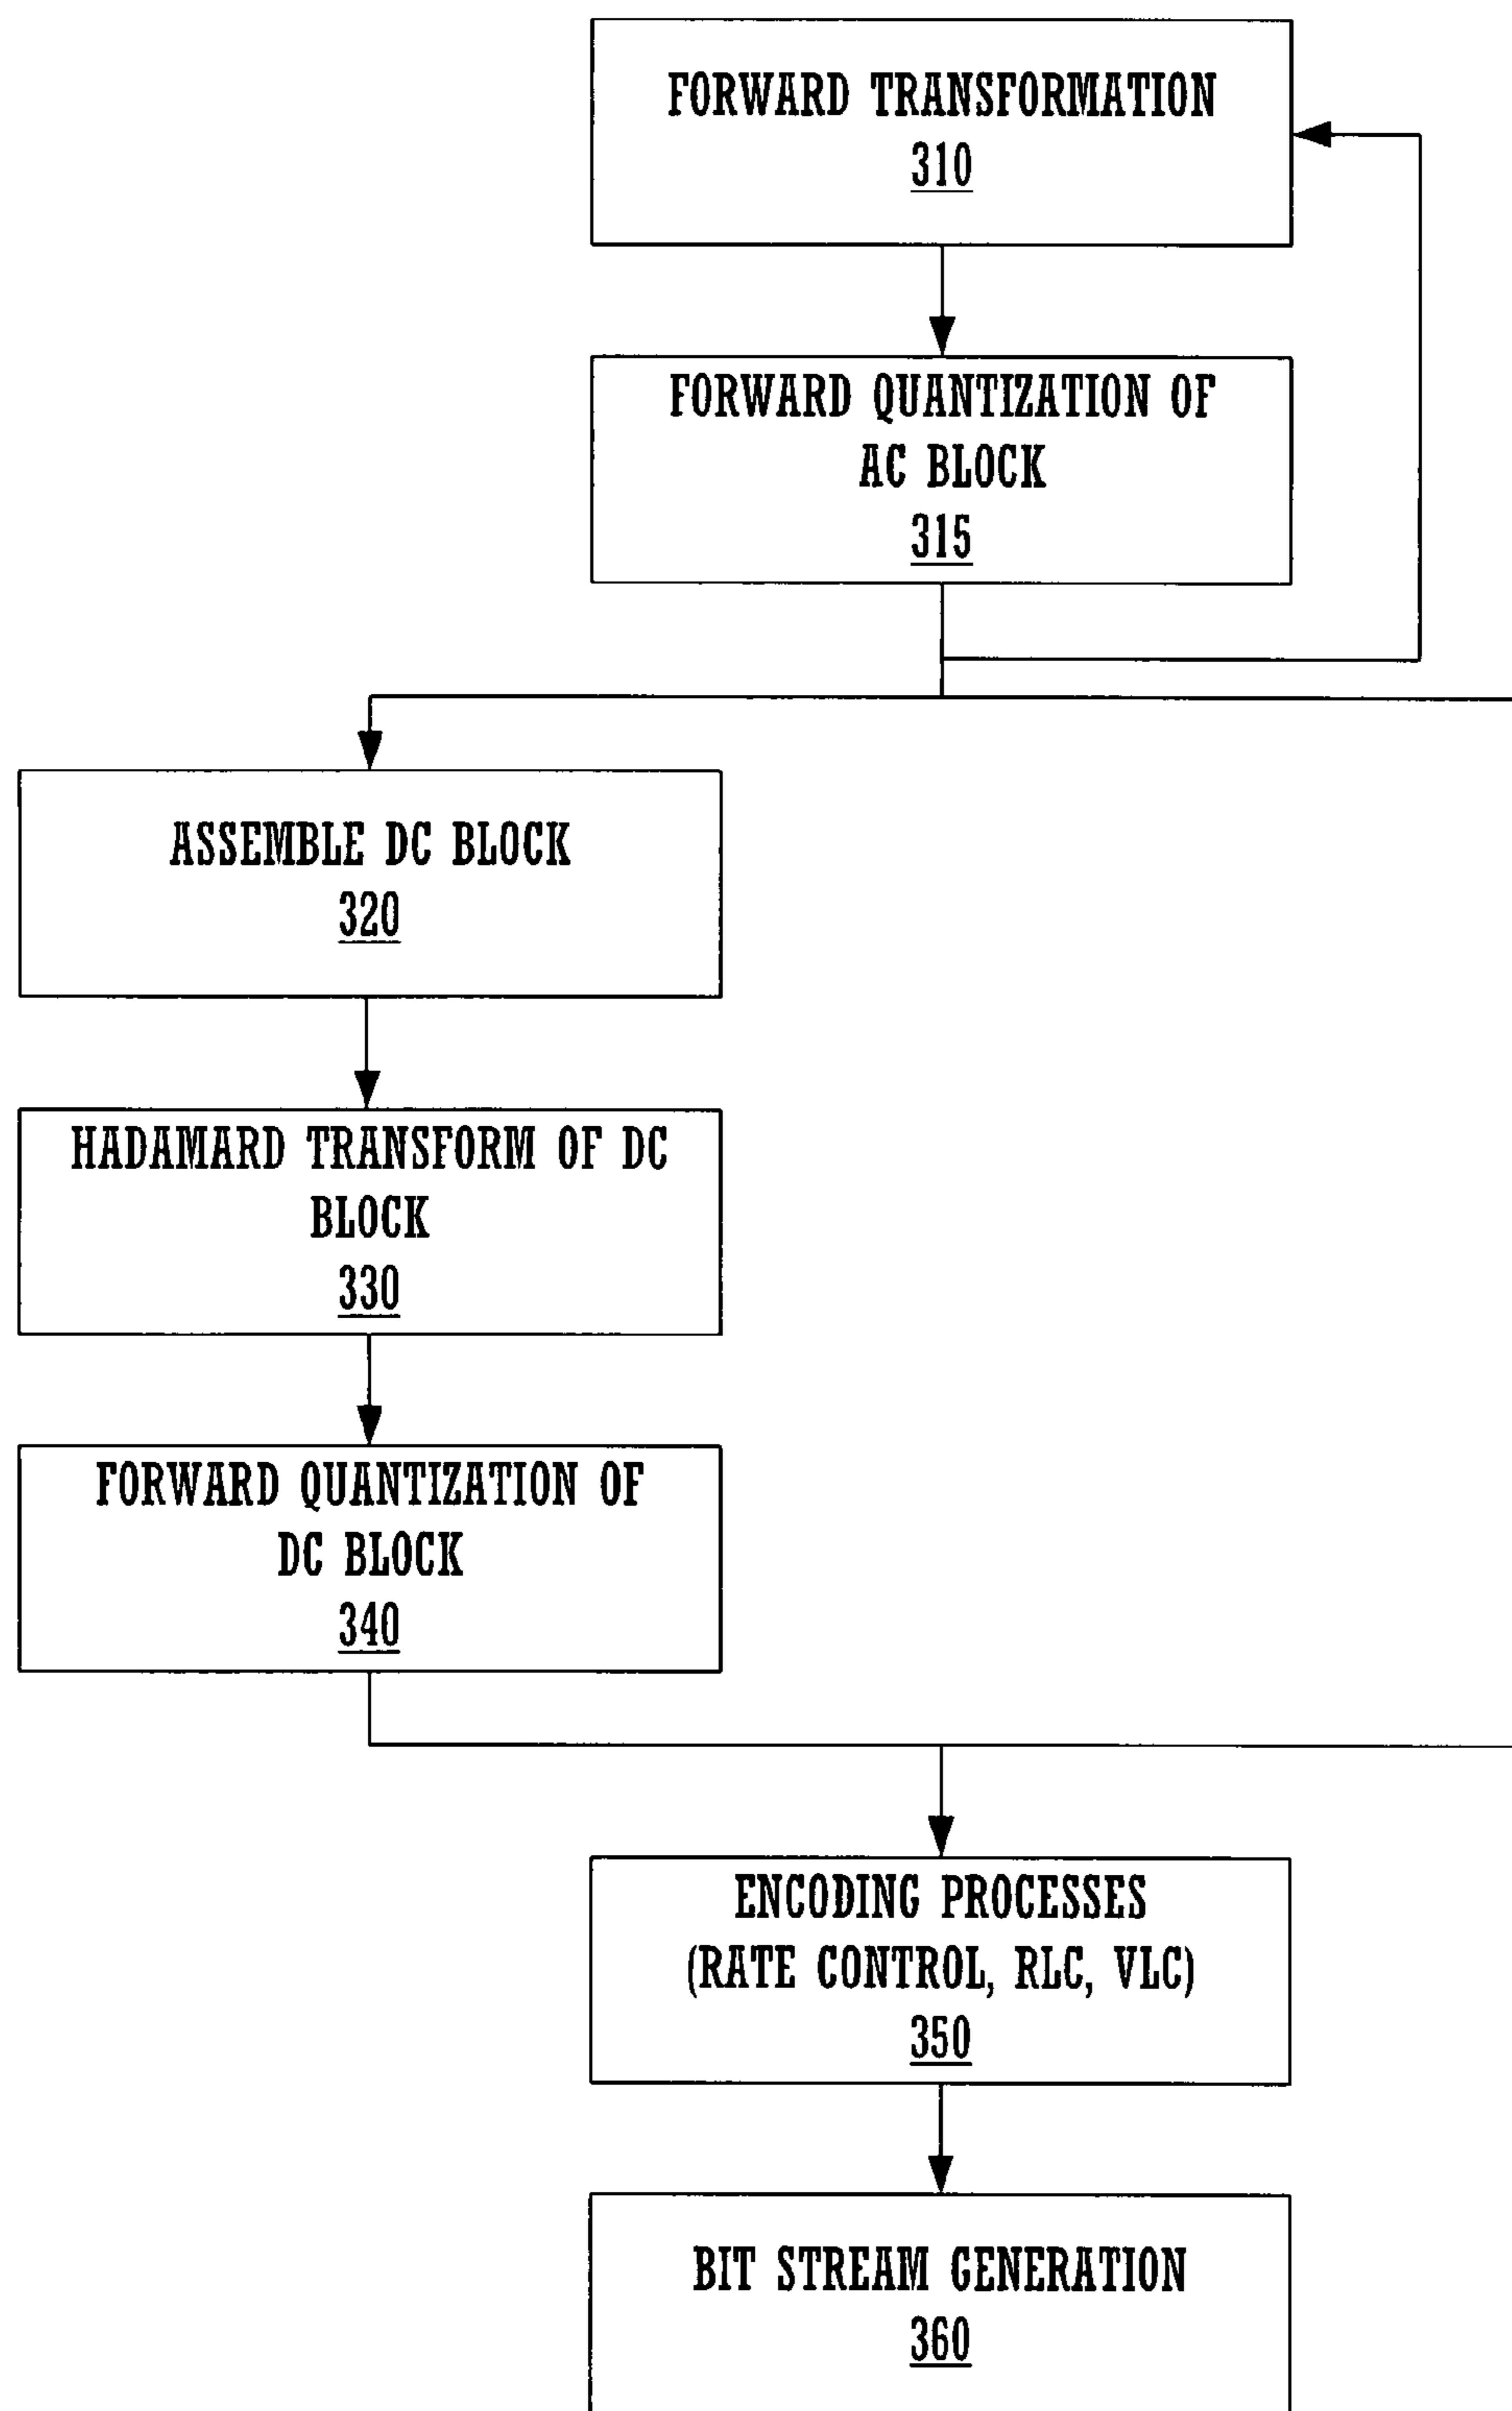 FORWARD TRANSFORMATION
310
FORWARD QUANTIZATION OF
AC BLOCK
315
ASSEMBLE DC BLOCK
320
HADAMARD TRANSFORM OF DC
BLOCK
330
FORWARD QUANTIZATION OF
DC BLOCK
340
ENCODING PROCESSES
(RATE CONTROL, RLC, VLC)
350
BIT STREAM GENERATION
360